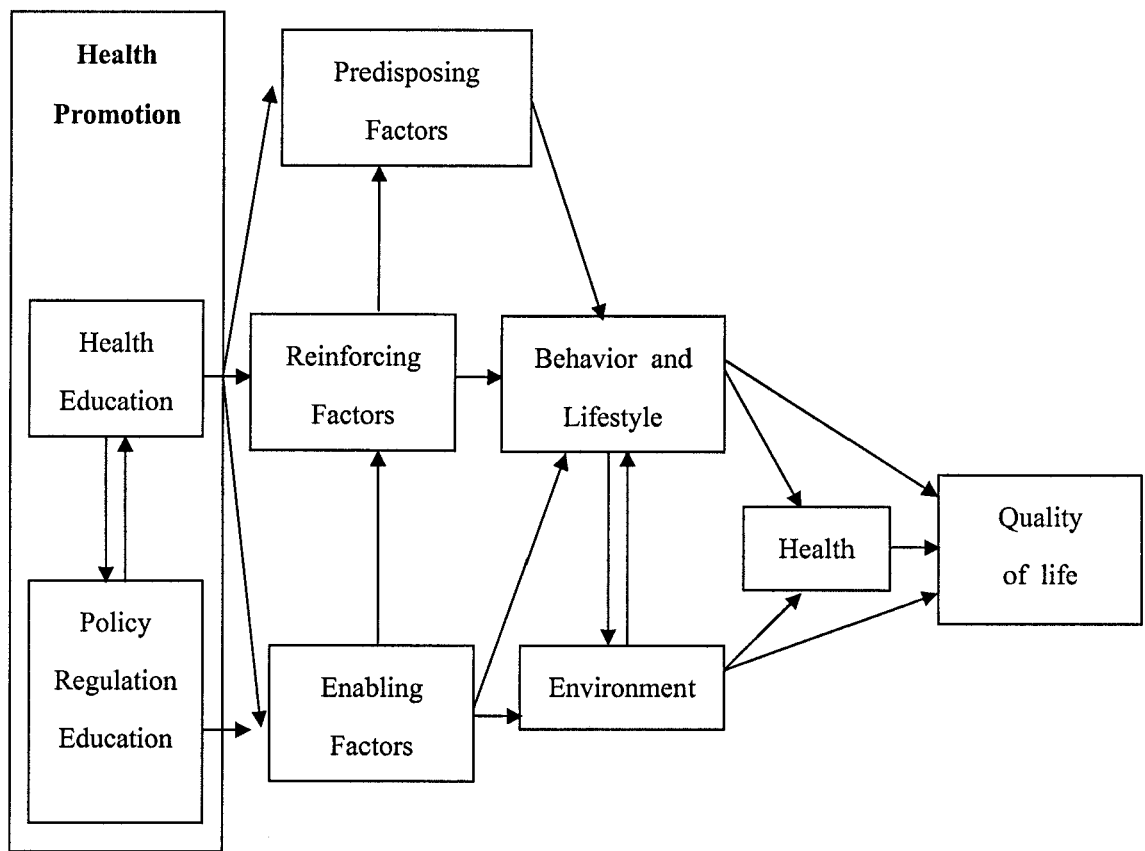 Health
Promotion
Predisposing
Factors
Health
Education
Reinforcing
Factors
Behavior and
Lifestyle
Quality
of life
Health
Policy
Regulation
Education
Enabling
Factors
Environment